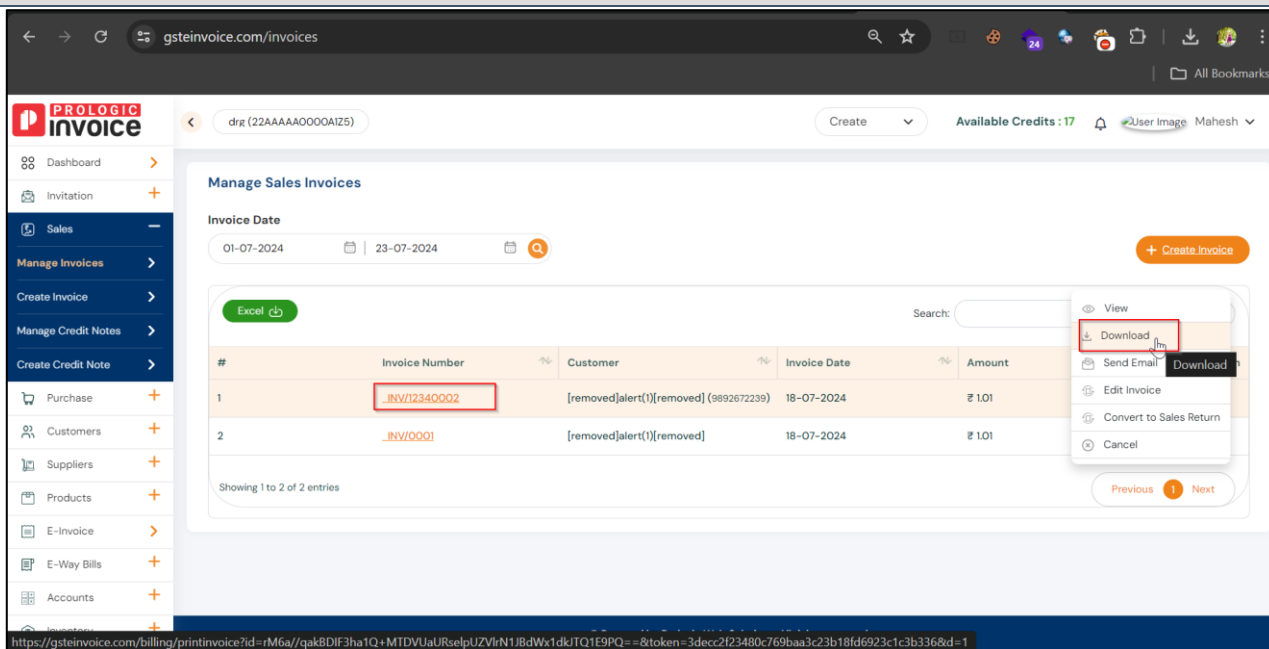 gsteinvoice.com/invoices
24
All Bookmarks
PROLOGIC
invoice
drg (22AAAAA0000A1Z5)
Create
Available Credits : 17
User Image
Mahesh
Dashboard
Invitation
Sales
Manage Invoices
Create Invoice
Manage Credit Notes
Create Credit Note
Purchase
Customers
Suppliers
Products
E-Invoice
E-Way Bills
Accounts
Manage Sales Invoices
Invoice Date
01-07-2024
23-07-2024
+ Create Invoice
Excel
Search:
View
Download
Send Email
Download
Edit Invoice
Convert to Sales Return
Cancel
# Invoice Number Customer Invoice Date Amount
1 _INV/12340002 [removed]alert(1)[removed] (9892672239) 18-07-2024 ₹ 1.01
2 _INV/0001 [removed]alert(1)[removed] 18-07-2024 ₹ 1.01
Showing 1 to 2 of 2 entries
Previous 1 Next
https://gsteinvoice.com/billing/printinvoice?id=rM6a//qakBDIF3ha1Q+MTDVUaURselpUZVlrN1JBdWx1dkJTQ1E9PQ==&token=3decc2f23480c769baa3c23b18fd6923c1c3b336&d=1